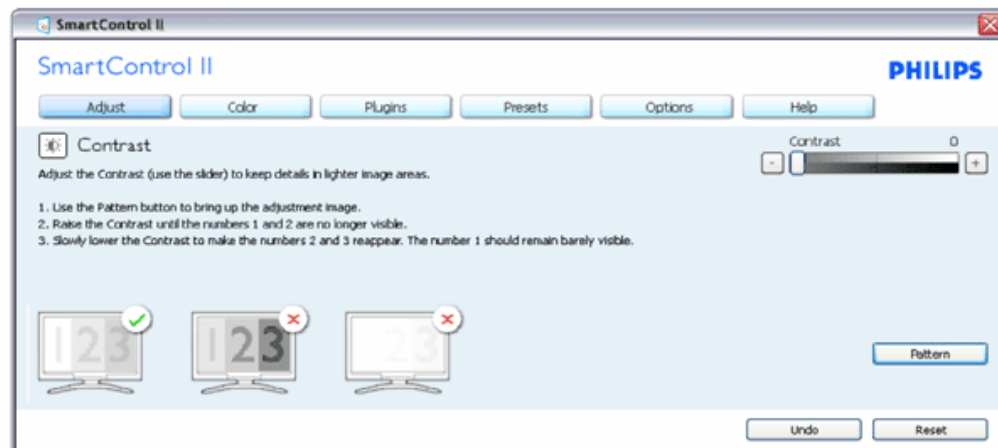 SmartControl II
SmartControl II
PHILIPS
Adjust Color Plugins Presets Options Help
Contrast
Contrast 0
- +
Adjust the Contrast (use the slider) to keep details in lighter image areas.
1. Use the Pattern button to bring up the adjustment image.
2. Raise the Contrast until the numbers 1 and 2 are no longer visible.
3. Slowly lower the Contrast to make the numbers 2 and 3 reappear. The number 1 should remain barely visible.
123 123 23
Pattern
Undo Reset